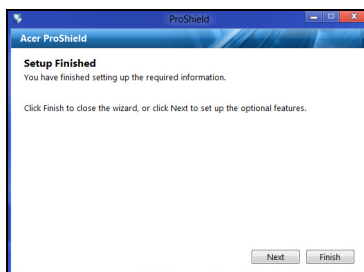 ProShield
Acer ProShield
Setup Finished
You have finished setting up the required information.
Click Finish to close the wizard, or click Next to set up the optional features.
Next Finish